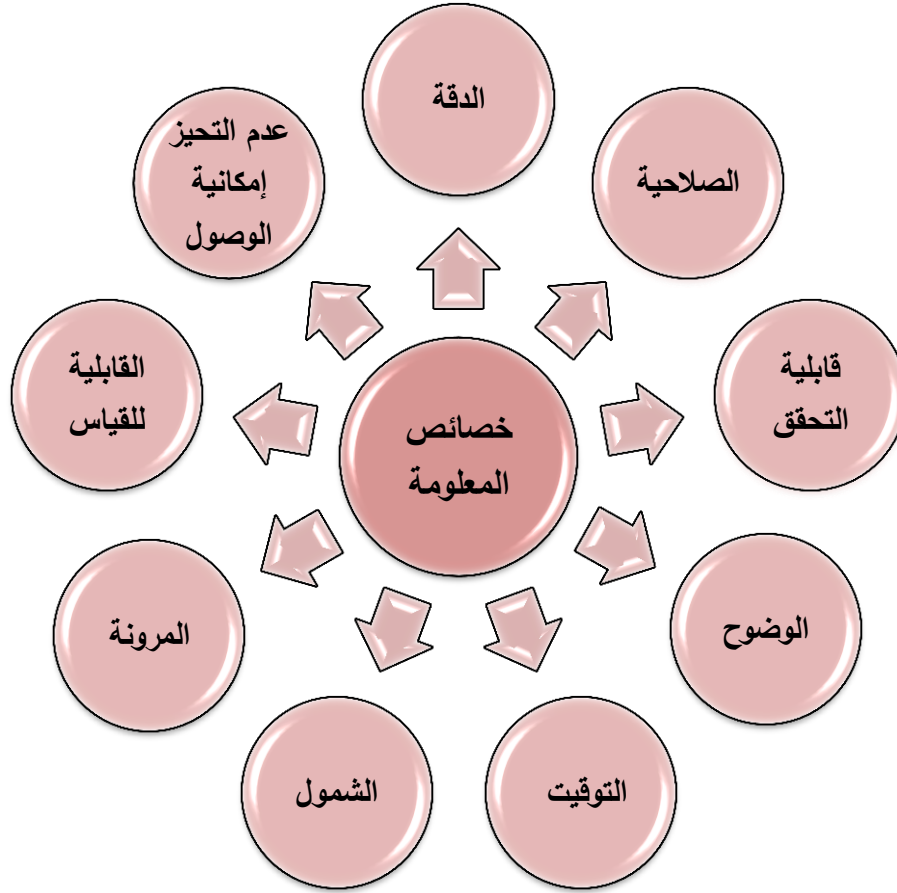 الدقة
الصلاحية
قابلية
التحقق
الوضوح
التوقيت
الشمول
المرونة
القابلية
للقياس
عدم التحيز
إمكانية
الوصول
خصائص
المعلومة